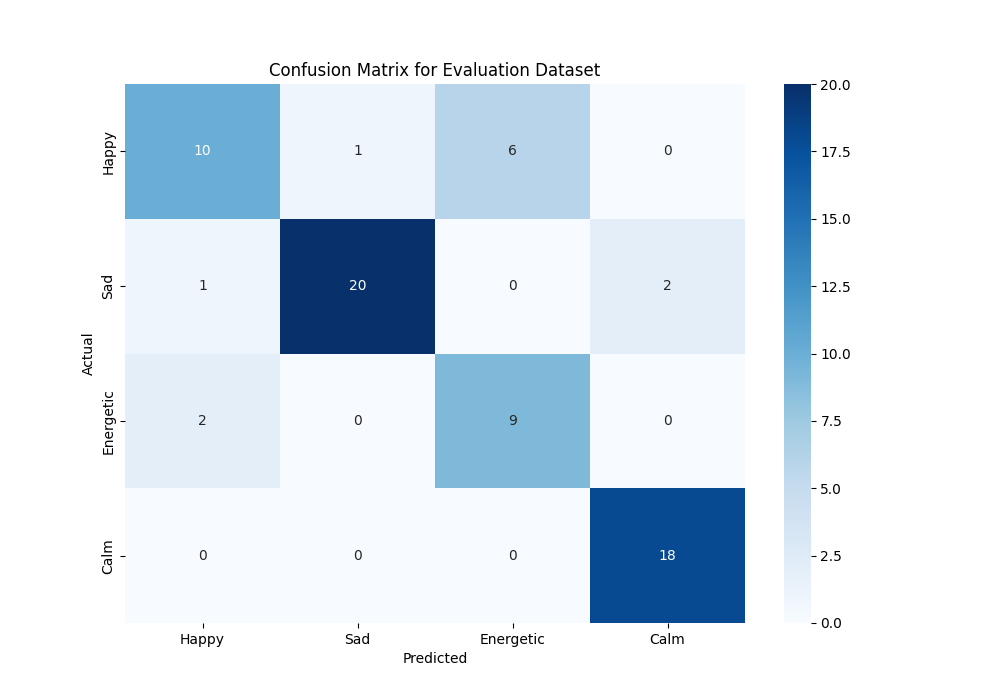 Confusion Matrix for Evaluation Dataset
Actual
Happy
10 1 6 0
Sad
1 20 0 2
Energetic
2 0 9 0
Calm
0 0 0 18
Happy Sad Energetic Calm
Predicted
20.0
17.5
15.0
12.5
10.0
7.5
5.0
2.5
0.0